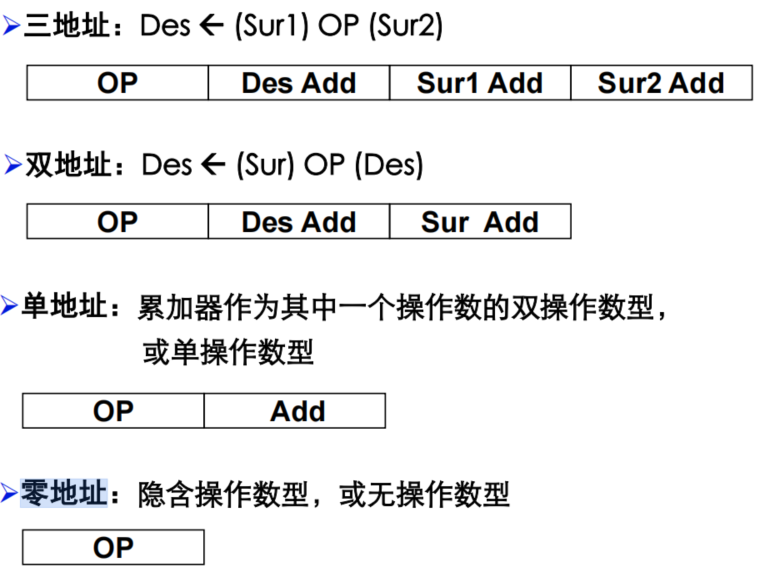 ➢三地址：Des ← (Sur1) OP (Sur2)
OP Des Add Sur1 Add Sur2 Add
➢双地址：Des ← (Sur) OP (Des)
OP Des Add Sur Add
➢单地址：累加器作为其中一个操作数的双操作数型，
或单操作数型
OP Add
➢零地址：隐含操作数型，或无操作数型
OP